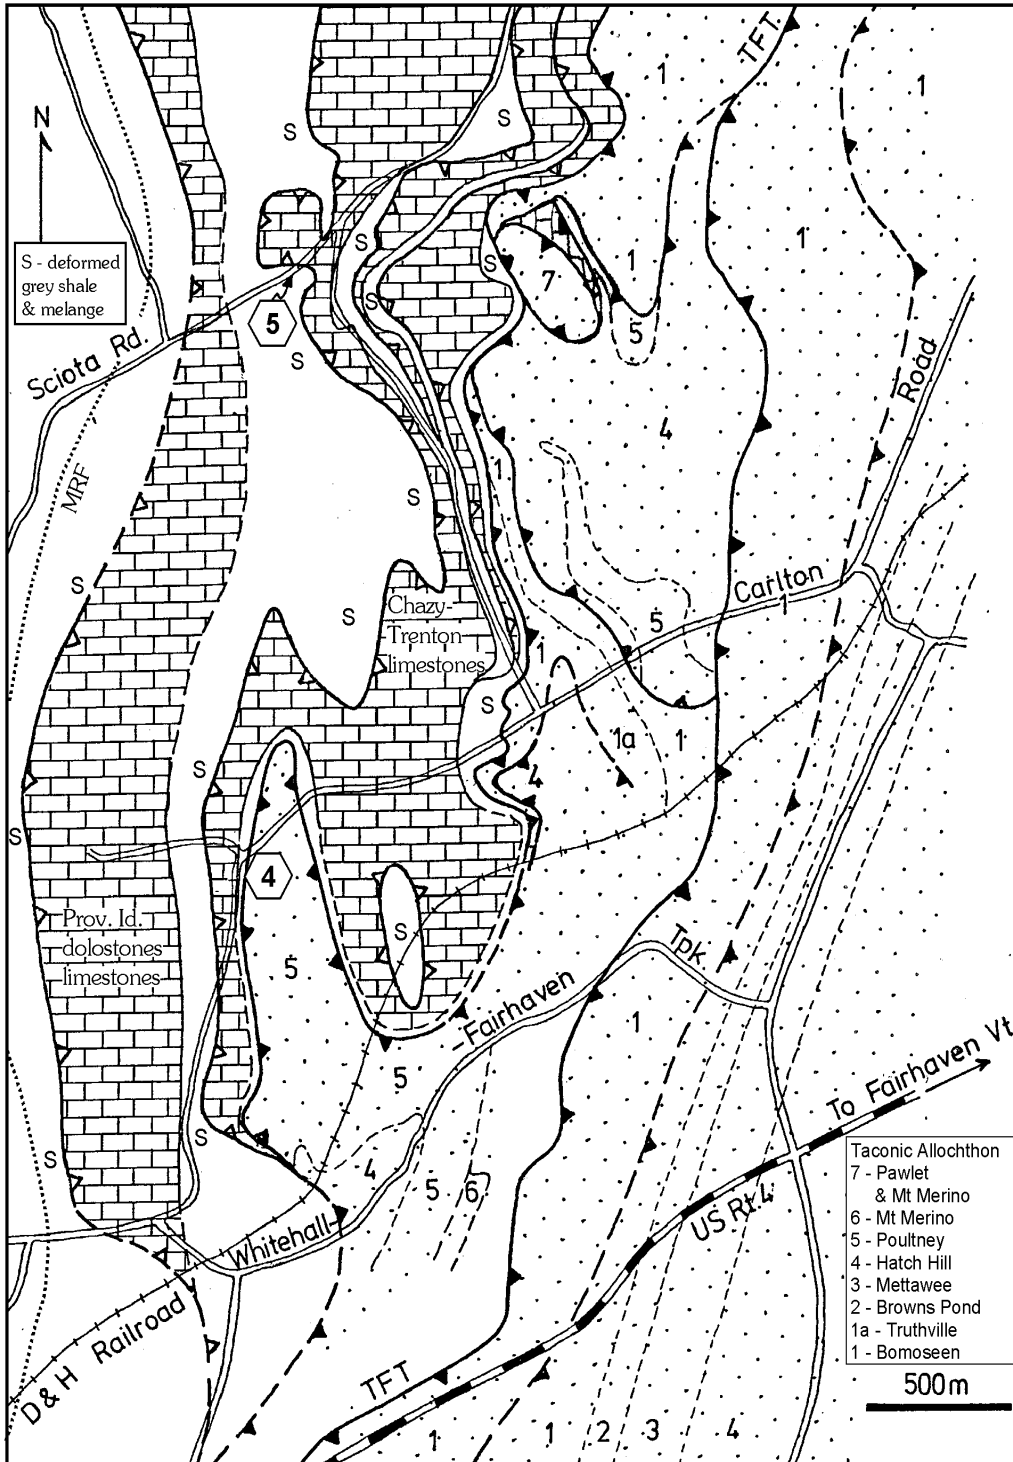 TFT
1
1
1
S
S
N
S - deformed
grey shale
& melange
S
S
S
7
1
1
5
5
Sciota Rd.
S
Road
4
1
MRF
S
S
S
Chazy-
Trenton
limestones
Carlton
1
5
1
S
1a
1
4
S
S
4
Prov. Id.
dolostones
limestones
S
5
Tpk
Fairhaven
1
5
To Fairhaven Vt
S
S
4
5
6
US Rt.4
Whitehall
D & H Railroad
TFT
1
1
2
3
4
Taconic Allochthon
7 - Pawlet
& Mt Merino
6 - Mt Merino
5 - Poultney
4 - Hatch Hill
3 - Mettawee
2 - Browns Pond
1a - Truthville
1 - Bomoseen
500m